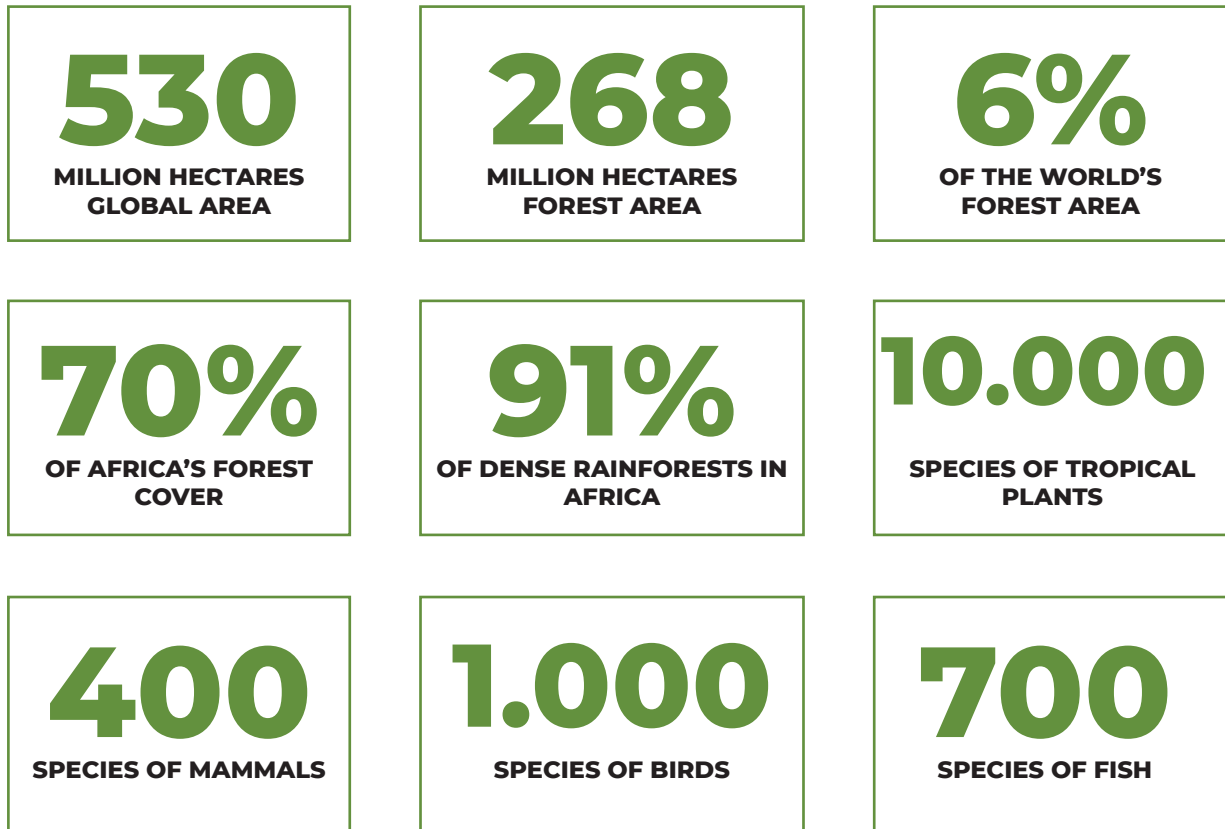 530
MILLION HECTARES
GLOBAL AREA
268
MILLION HECTARES
FOREST AREA
6%
OF THE WORLD’S
FOREST AREA
70%
OF AFRICA’S FOREST
COVER
91%
OF DENSE RAINFORESTS IN
AFRICA
10.000
SPECIES OF TROPICAL
PLANTS
400
SPECIES OF MAMMALS
1.000
SPECIES OF BIRDS
700
SPECIES OF FISH